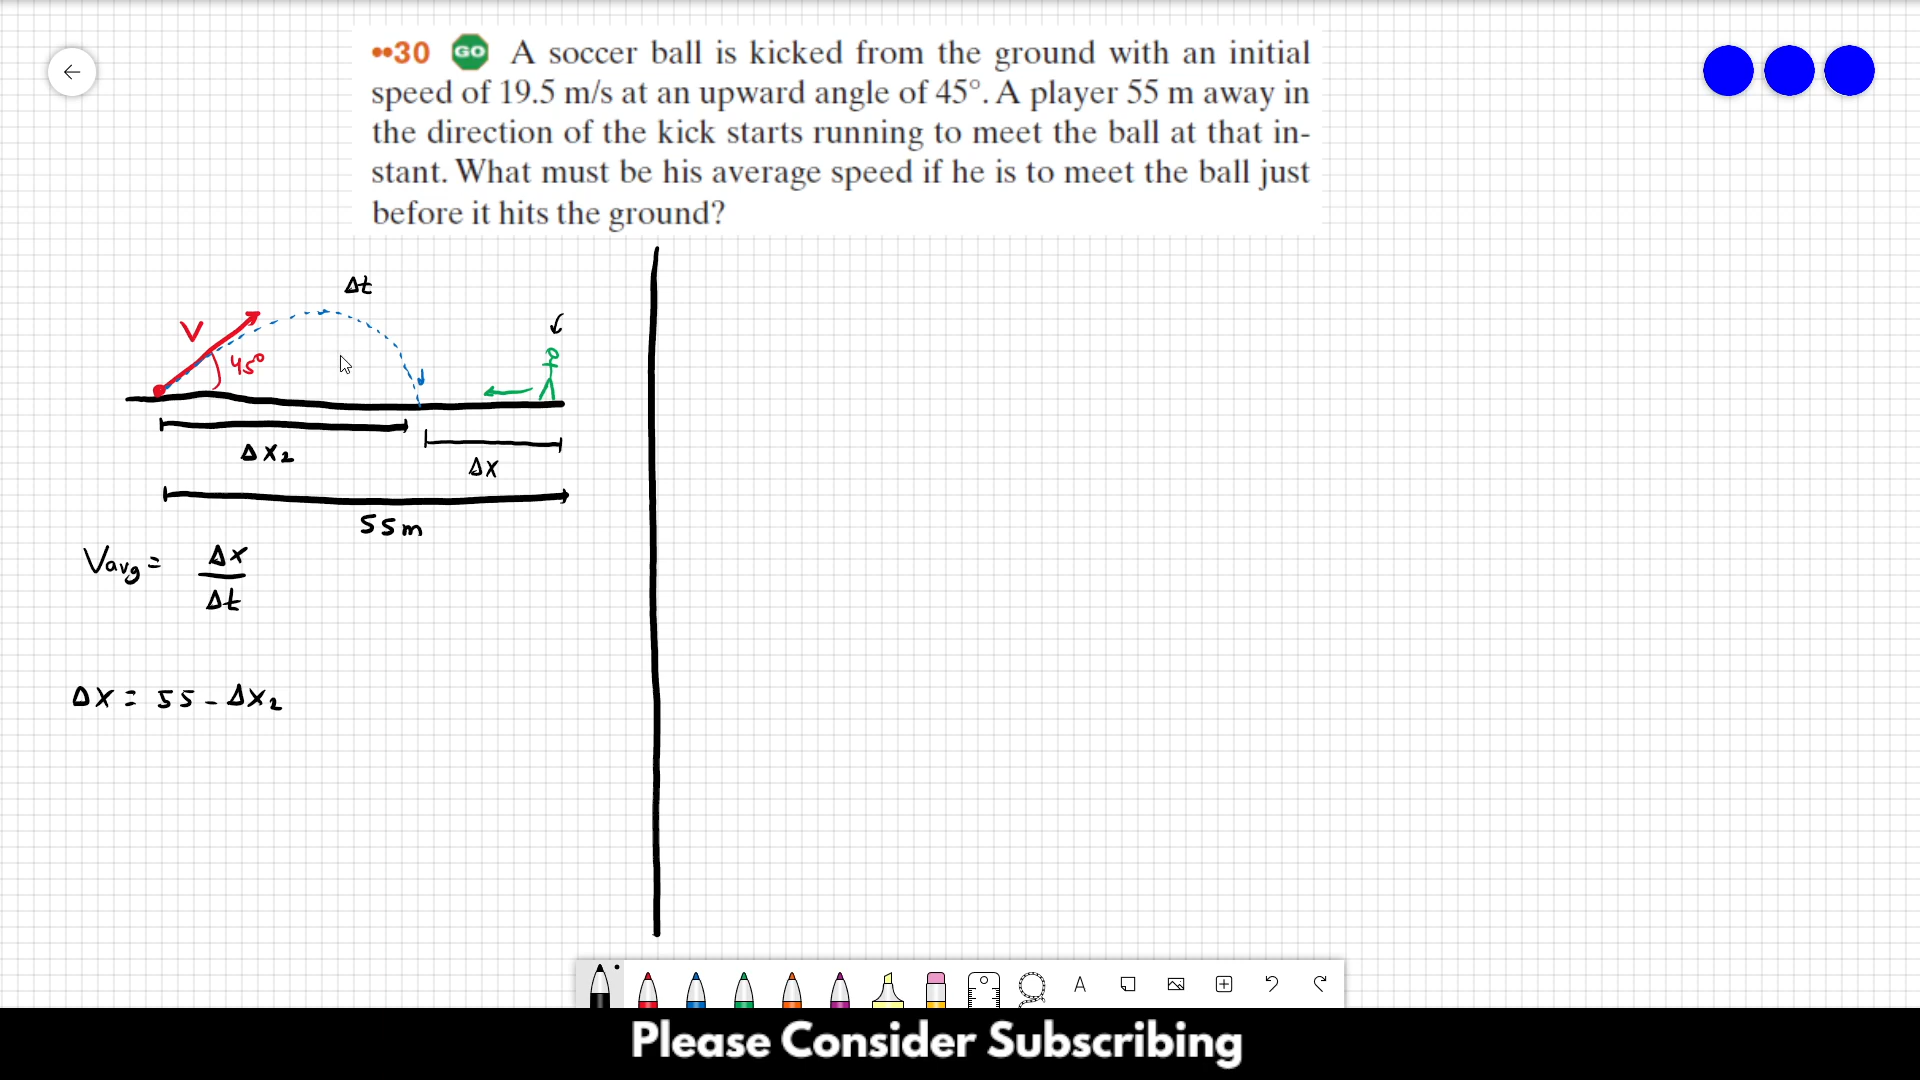 ••30 GO A soccer ball is kicked from the ground with an initial
speed of 19.5 m/s at an upward angle of 45°. A player 55 m away in
the direction of the kick starts running to meet the ball at that in-
stant. What must be his average speed if he is to meet the ball just
before it hits the ground?
Δt
V
45°
Δx₂
Δx
55m
Vavg = Δx
Δt
Δx = 55 - Δx₂
A
Please Consider Subscribing